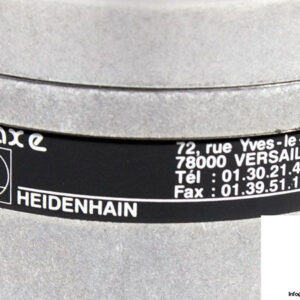 axe
HEIDENHAIN
72, rue Yves-le
78000 VERSAIL
Tél : 01.30.21.4
Fax : 01.39.51.1